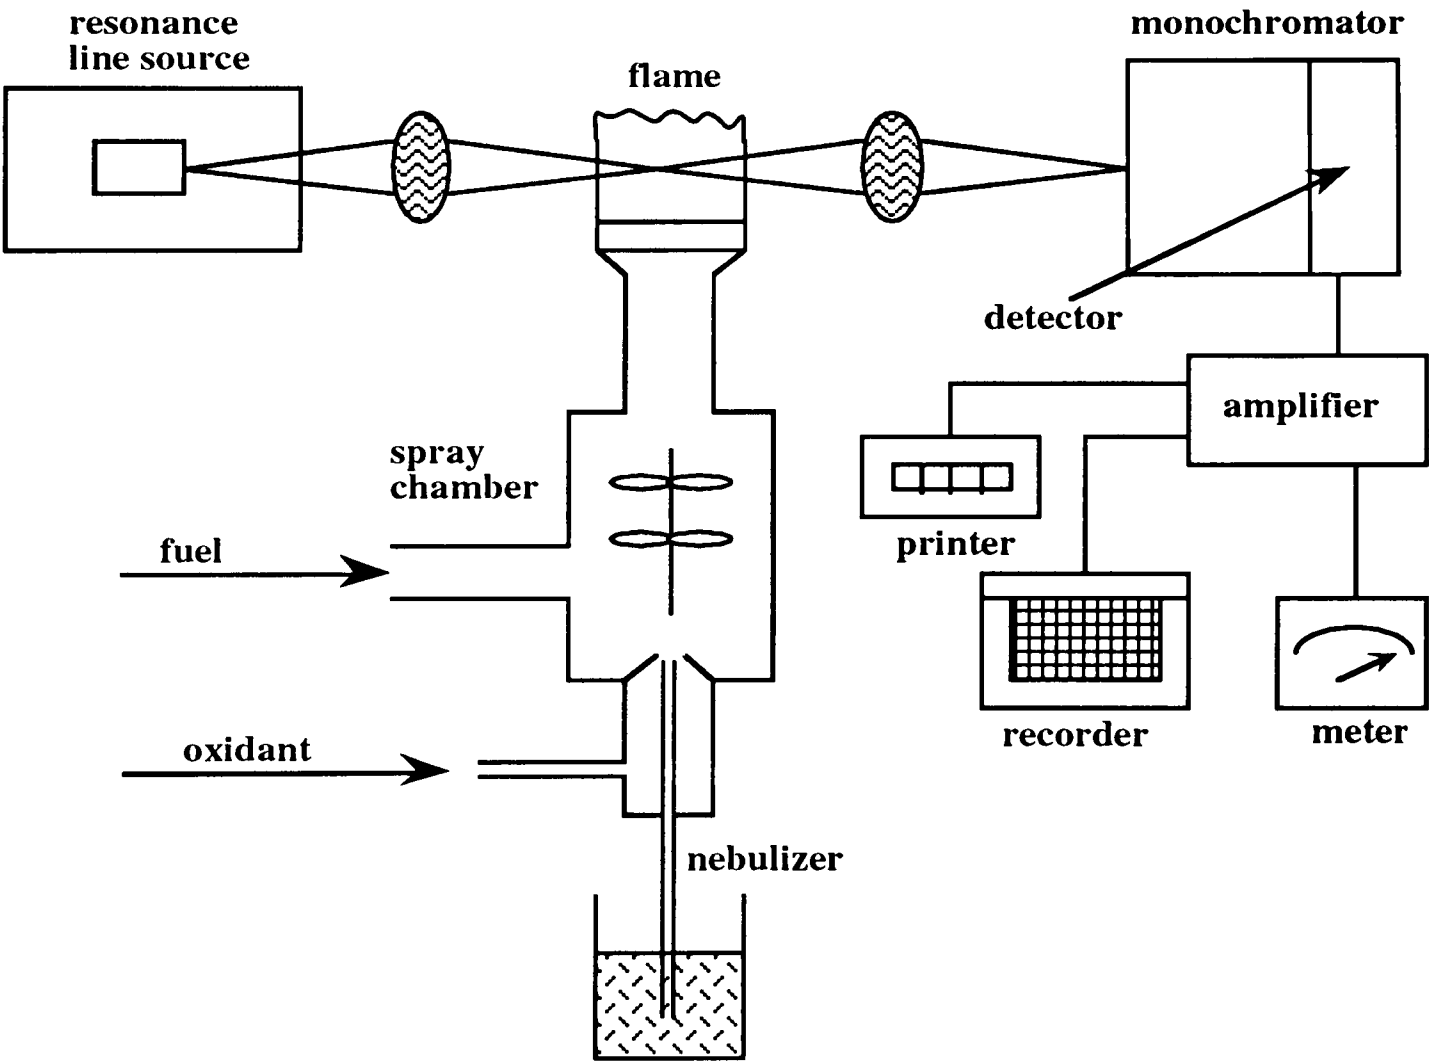 resonance
line source
flame
monochromator
detector
amplifier
spray
chamber
printer
fuel
recorder
meter
oxidant
nebulizer